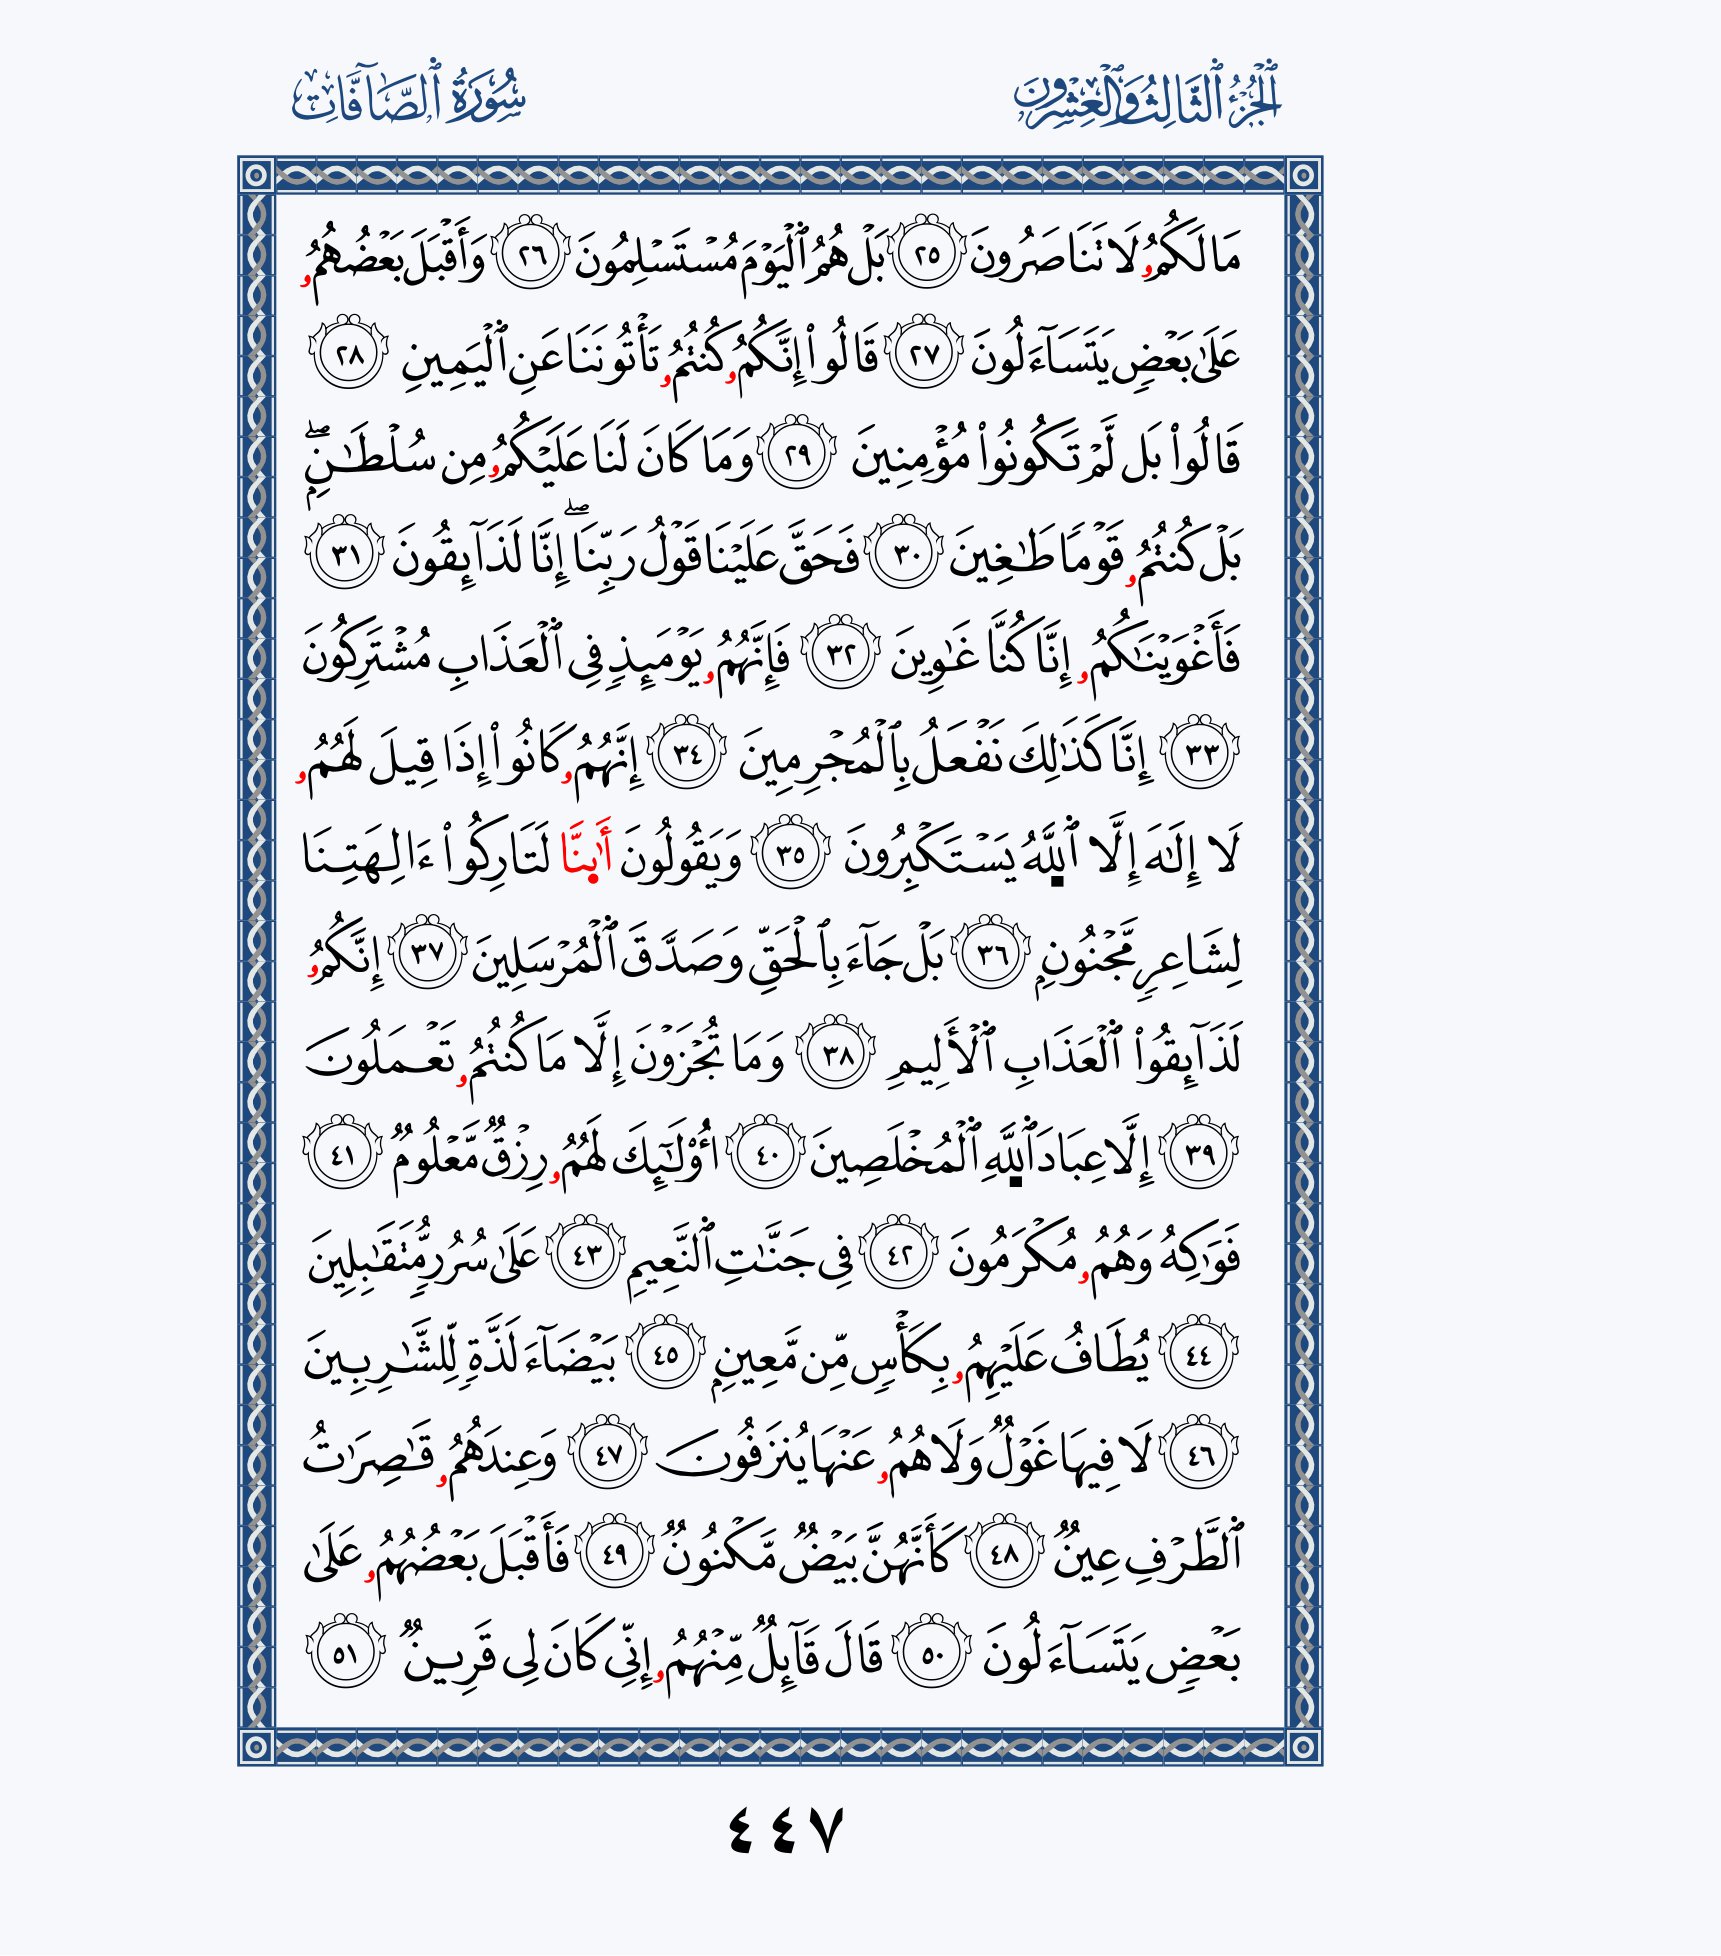 ٱلْجُزْءُ ٱلثَّالِثُ وَٱلْعِشْرُونَ سُورَةُ ٱلصَّآفَّاتِ
مَا لَكُمُۥ لَا تَنَاصَرُونَ ٢٥ بَلْ هُمُ ٱلْيَوْمَ مُسْتَسْلِمُونَ ٢٦ وَأَقْبَلَ بَعْضُهُمُۥ
عَلَىٰ بَعْضٍ يَتَسَآءَلُونَ ٢٧ قَالُوا۟ إِنَّكُمُۥ كُنتُمُۥ تَأْتُونَنَا عَنِ ٱلْيَمِينِ ٢٨
قَالُوا۟ بَل لَّمْ تَكُونُوا۟ مُؤْمِنِينَ ٢٩ وَمَا كَانَ لَنَا عَلَيْكُمُۥ مِن سُلْطَٰنٍۭۖ
بَلْ كُنتُمُۥ قَوْمًا طَٰغِينَ ٣٠ فَحَقَّ عَلَيْنَا قَوْلُ رَبِّنَاۖ إِنَّا لَذَآئِقُونَ ٣١
فَأَغْوَيْنَٰكُمُۥ إِنَّا كُنَّا غَٰوِينَ ٣٢ فَإِنَّهُمُۥ يَوْمَئِذٍ فِى ٱلْعَذَابِ مُشْتَرِكُونَ
٣٣ إِنَّا كَذَٰلِكَ نَفْعَلُ بِٱلْمُجْرِمِينَ ٣٤ إِنَّهُمُۥ كَانُوا۟ إِذَا قِيلَ لَهُمُۥ
لَا إِلَٰهَ إِلَّا ٱللَّهُ يَسْتَكْبِرُونَ ٣٥ وَيَقُولُونَ أَٰىِٕنَّا لَتَارِكُوا۟ ءَالِهَتِنَا
لِشَاعِرٍ مَّجْنُونٍۭ ٣٦ بَلْ جَآءَ بِٱلْحَقِّ وَصَدَّقَ ٱلْمُرْسَلِينَ ٣٧ إِنَّكُمُۥ
لَذَآئِقُوا۟ ٱلْعَذَابِ ٱلْأَلِيمِ ٣٨ وَمَا تُجْزَوْنَ إِلَّا مَا كُنتُمُۥ تَعْمَلُونَ
٣٩ إِلَّا عِبَادَ ٱللَّهِ ٱلْمُخْلَصِينَ ٤٠ أُو۟لَٰٓئِكَ لَهُمُۥ رِزْقٌ مَّعْلُومٌ ٤١
فَوَٰكِهُ وَهُمُۥ مُكْرَمُونَ ٤٢ فِى جَنَّٰتِ ٱلنَّعِيمِ ٤٣ عَلَىٰ سُرُرٍ مُّتَقَٰبِلِينَ
٤٤ يُطَافُ عَلَيْهِمُۥ بِكَأْسٍ مِّن مَّعِينٍۭ ٤٥ بَيْضَآءَ لَذَّةٍ لِّلشَّٰرِبِينَ
٤٦ لَا فِيهَا غَوْلٌ وَلَا هُمُۥ عَنْهَا يُنزَفُونَ ٤٧ وَعِندَهُمُۥ قَٰصِرَٰتُ
ٱلطَّرْفِ عِينٌ ٤٨ كَأَنَّهُنَّ بَيْضٌ مَّكْنُونٌ ٤٩ فَأَقْبَلَ بَعْضُهُمُۥ عَلَىٰ
بَعْضٍ يَتَسَآءَلُونَ ٥٠ قَالَ قَآئِلٌ مِّنْهُمُۥ إِنِّى كَانَ لِى قَرِينٌ ٥١
٤٤٧